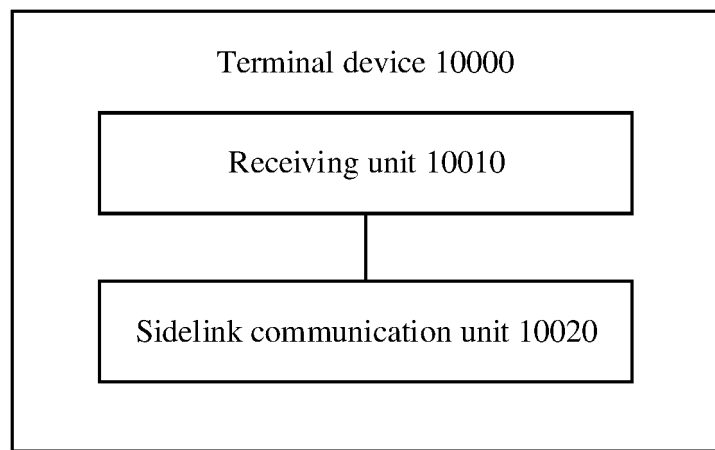 Terminal device 10000
Receiving unit 10010
Sidelink communication unit 10020